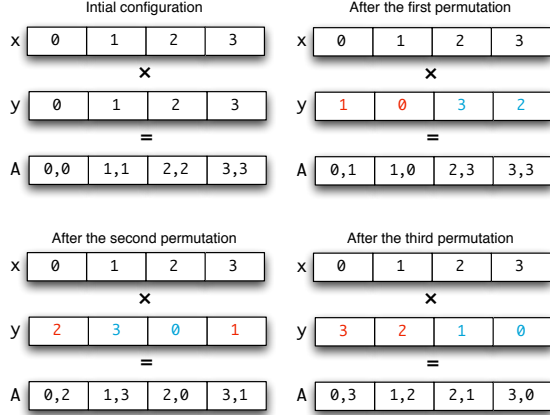 Intial configuration
x 0 1 2 3
×
y 0 1 2 3
=
A 0,0 1,1 2,2 3,3
After the first permutation
x 0 1 2 3
×
y 1 0 3 2
=
A 0,1 1,0 2,3 3,3
After the second permutation
x 0 1 2 3
×
y 2 3 0 1
=
A 0,2 1,3 2,0 3,1
After the third permutation
x 0 1 2 3
×
y 3 2 1 0
=
A 0,3 1,2 2,1 3,0